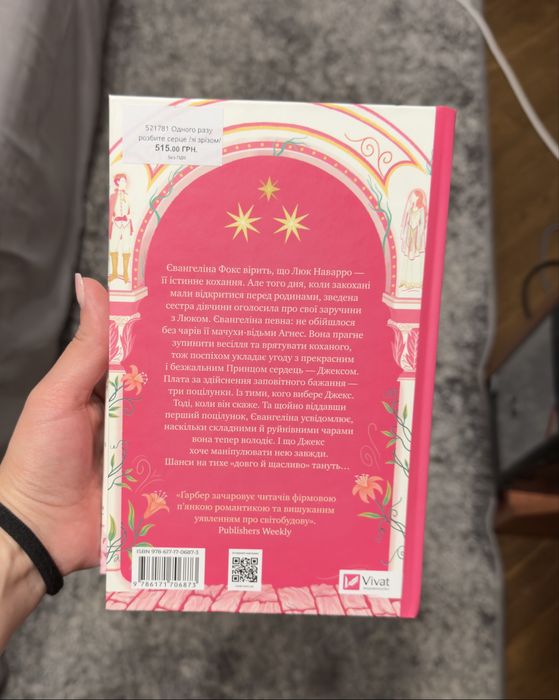 521781 Одного разу
розбите серце /зі зрізом/
515.00 ГРН.
без ПДВ
Євангеліна Фокс вірить, що Люк Наварро —
її істинне кохання. Але того дня, коли закохані
мали відкритися перед родинами, зведена
сестра дівчини оголосила про свої заручини
з Люком. Євангеліна певна: не обійшлося
без чарів її мачухи-відьми Агнес. Вона прагне
зупинити весілля та врятувати коханого,
тож поспіхом укладає угоду з прекрасним
і безжальним Принцом сердець — Джексом.
Плата за здійснення заповітного бажання —
три поцілунки. Із тими, кого вибере Джекс.
Тоді, коли він скаже. Та щойно віддавши
перший поцілунок, Євангеліна усвідомлює,
наскільки складними й руйнівними чарами
вона тепер володіє. І що Джекс
хоче маніпулювати нею завжди.
Шанси на тихе «довго й щасливо» тануть...
«Гарбер зачаровує читачів фірмовою
п'янкою романтикою та вишуканим
уявленням про світобудову».
Publishers Weekly
ISBN 978-617-17-0687-3
9786171706873
Vivat